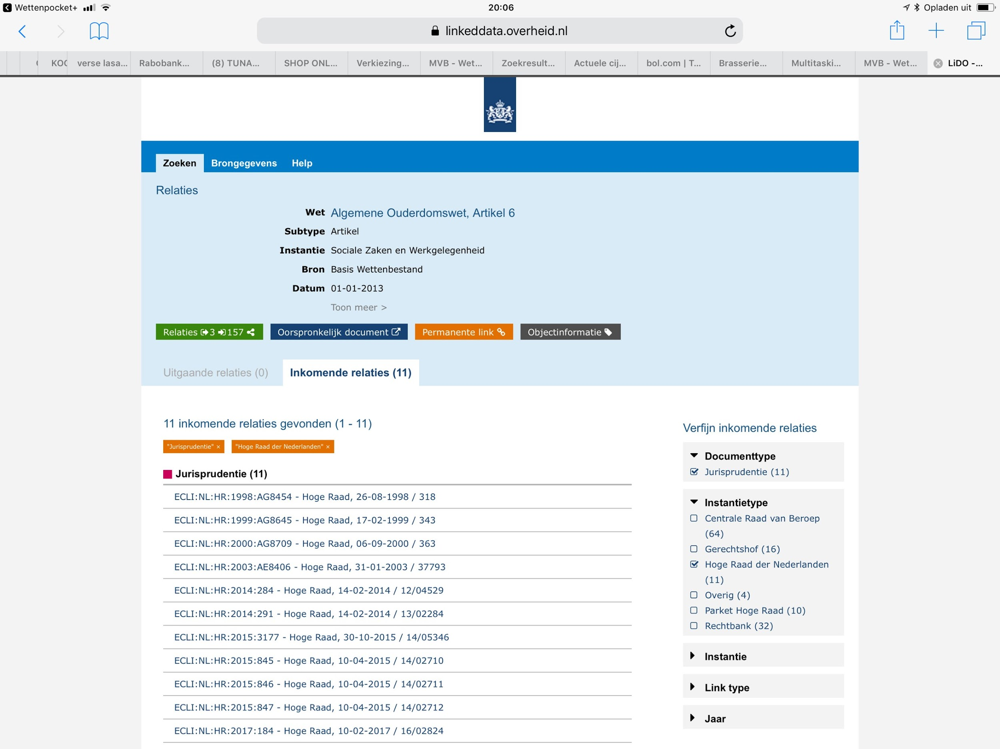 Wettenpocket+
20:06
Opladen uit
linkeddata.overheid.nl
KOO
verse lasa...
Rabobank...
(8) TUNA...
SHOP ONL...
Verkiezing...
MVB - Wet...
Zoekresult...
Actuele cij...
bol.com | T...
Brasserie...
Multitaski...
MVB - Wet...
LiDO -...
Zoeken
Brongegevens
Help
Relaties
Wet Algemene Ouderdomswet, Artikel 6
Subtype Artikel
Instantie Sociale Zaken en Werkgelegenheid
Bron Basis Wettenbestand
Datum 01-01-2013
Toon meer >
Relaties 3 157
Oorspronkelijk document
Permanente link
Objectinformatie
Uitgaande relaties (0)
Inkomende relaties (11)
11 inkomende relaties gevonden (1 - 11)
"Jurisprudentie" ×
"Hoge Raad der Nederlanden" ×
Jurisprudentie (11)
ECLI:NL:HR:1998:AG8454 - Hoge Raad, 26-08-1998 / 318
ECLI:NL:HR:1999:AG8645 - Hoge Raad, 17-02-1999 / 343
ECLI:NL:HR:2000:AG8709 - Hoge Raad, 06-09-2000 / 363
ECLI:NL:HR:2003:AE8406 - Hoge Raad, 31-01-2003 / 37793
ECLI:NL:HR:2014:284 - Hoge Raad, 14-02-2014 / 12/04529
ECLI:NL:HR:2014:291 - Hoge Raad, 14-02-2014 / 13/02284
ECLI:NL:HR:2015:3177 - Hoge Raad, 30-10-2015 / 14/05346
ECLI:NL:HR:2015:845 - Hoge Raad, 10-04-2015 / 14/02710
ECLI:NL:HR:2015:846 - Hoge Raad, 10-04-2015 / 14/02711
ECLI:NL:HR:2015:847 - Hoge Raad, 10-04-2015 / 14/02712
ECLI:NL:HR:2017:184 - Hoge Raad, 10-02-2017 / 16/02824
Verfijn inkomende relaties
Documenttype
Jurisprudentie (11)
Instantietype
Centrale Raad van Beroep
(64)
Gerechtshof (16)
Hoge Raad der Nederlanden
(11)
Overig (4)
Parket Hoge Raad (10)
Rechtbank (32)
Instantie
Link type
Jaar